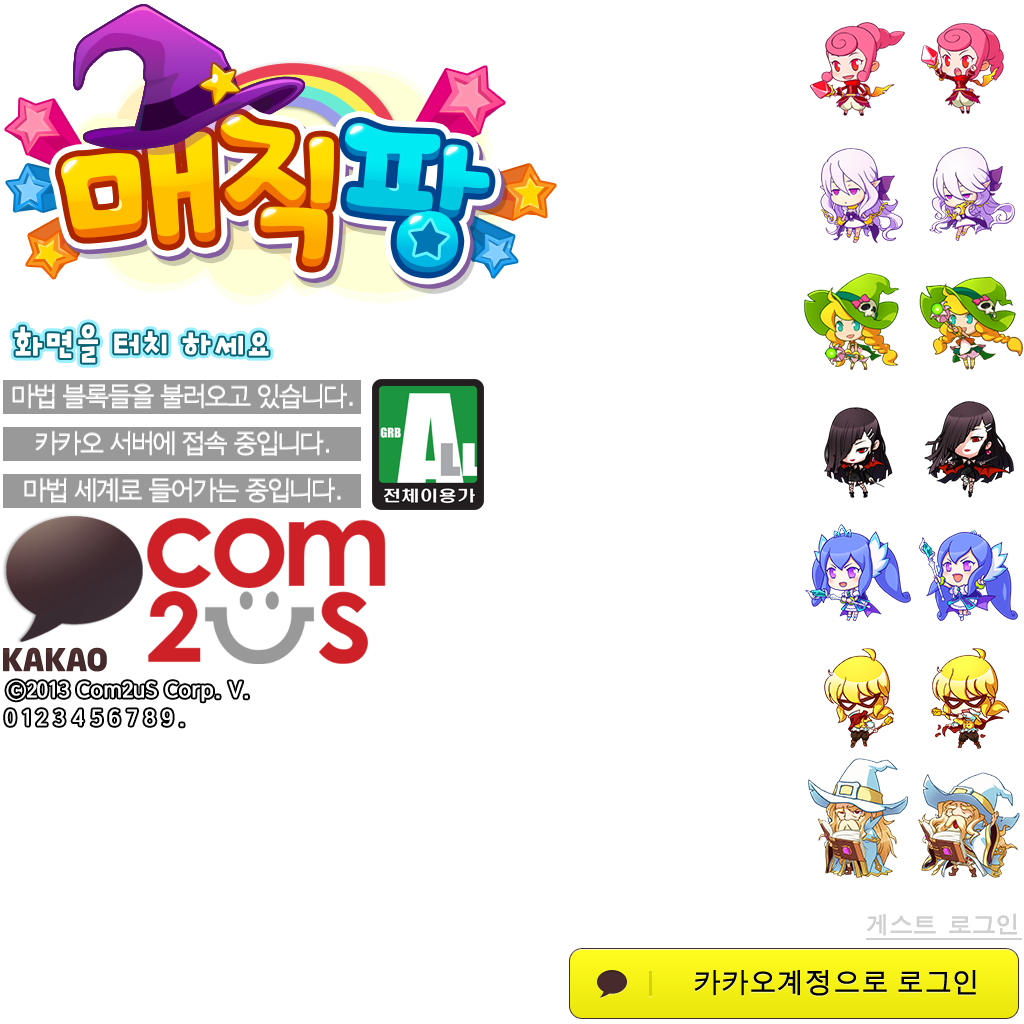 매직팡
화면을 터치 하세요
마법 블록들을 불러오고 있습니다.
카카오 서버에 접속 중입니다.
마법 세계로 들어가는 중입니다.
GRB
ALL
전체이용가
com
2uS
KAKAO
©2013 Com2uS Corp. V.
0123456789.
게스트 로그인
카카오계정으로 로그인